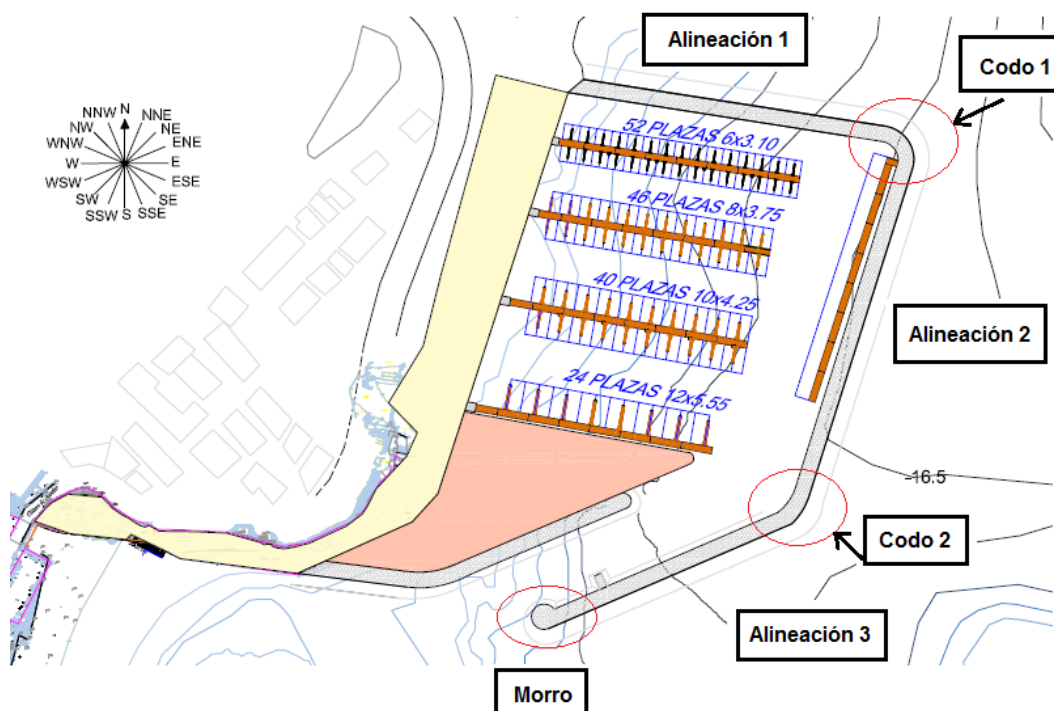 Alineación 1
Codo 1
N
NNW
NNE
NW
NE
WNW
ENE
W
E
WSW
ESE
SW
SE
SSW
S
SSE
52 PLAZAS 6x3.10
46 PLAZAS 8x3.75
40 PLAZAS 10x4.25
24 PLAZAS 12x5.55
Alineación 2
-16.5
Codo 2
Alineación 3
Morro